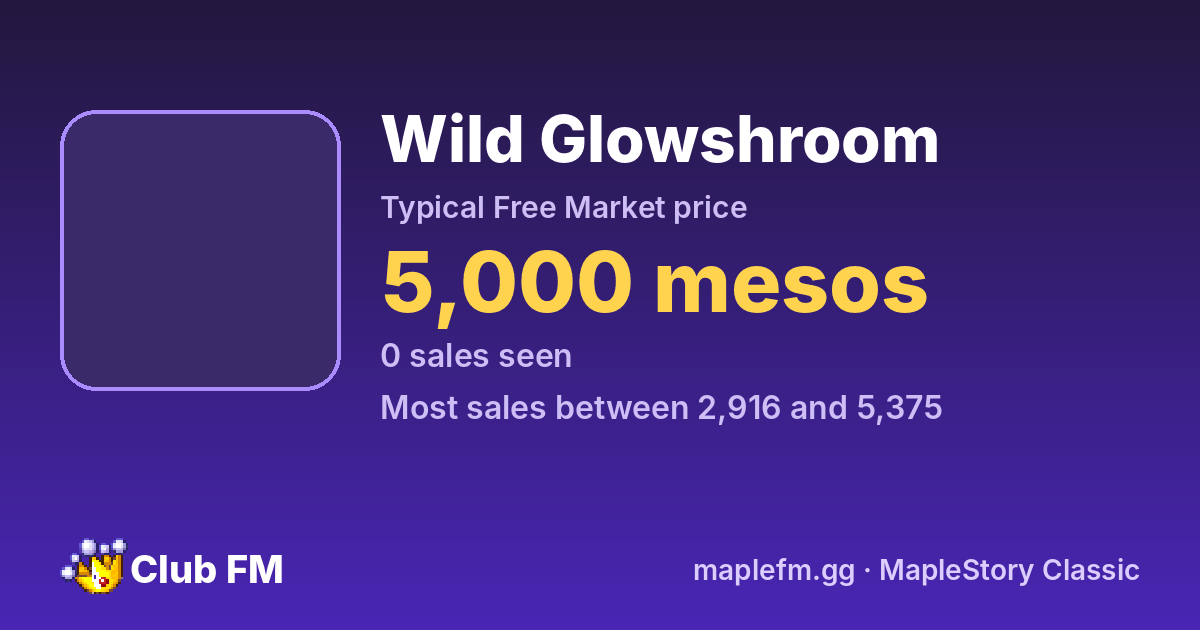 Wild Glowshroom
Typical Free Market price
5,000 mesos
0 sales seen
Most sales between 2,916 and 5,375
Club FM
maplefm.gg · MapleStory Classic